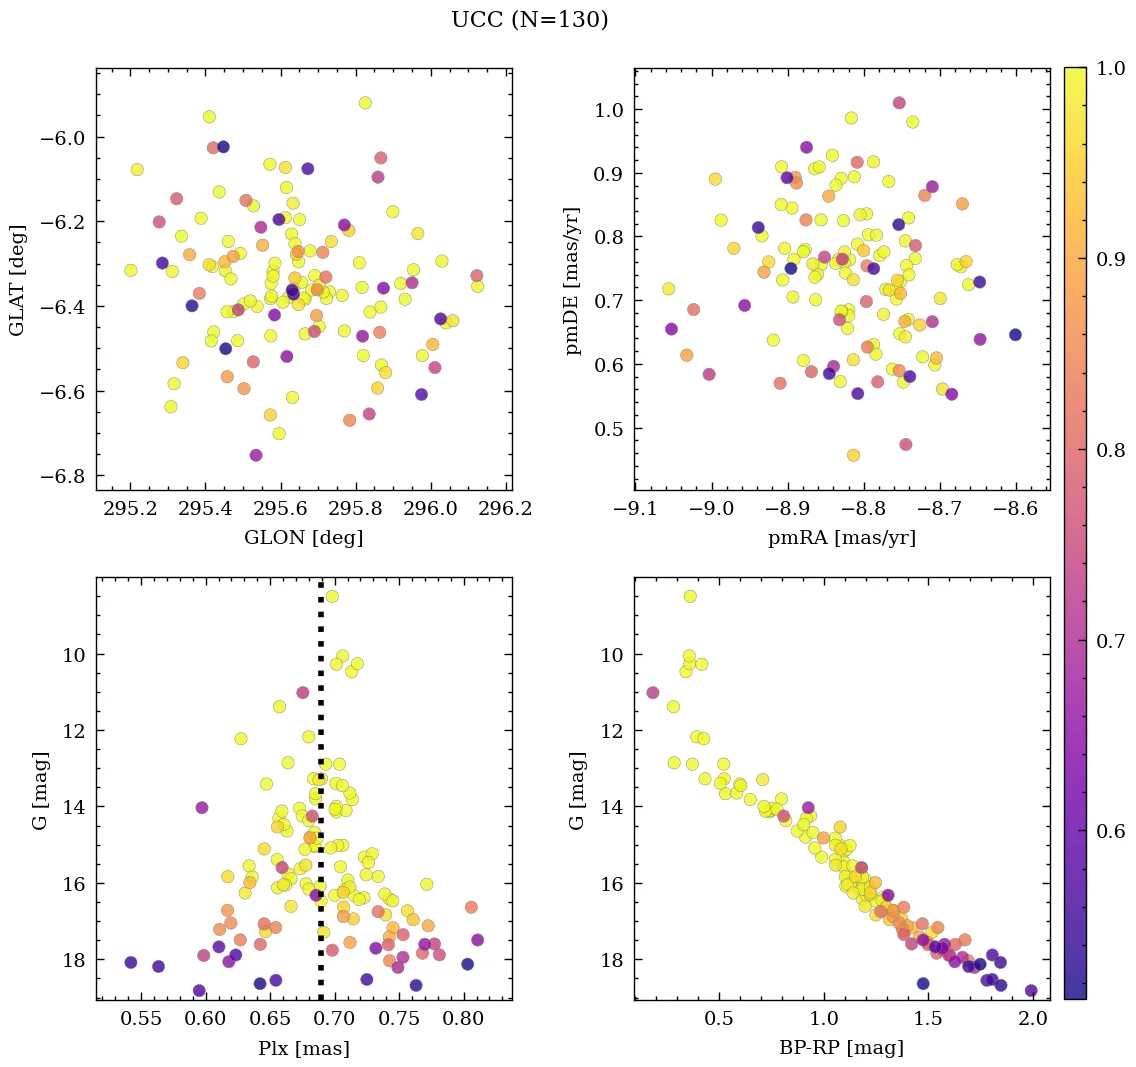 UCC (N=130)
−6.0
−6.2
−6.4
−6.6
−6.8
GLAT [deg]
295.2 295.4 295.6 295.8 296.0 296.2
GLON [deg]
1.0
0.9
0.8
0.7
0.6
0.5
pmDE [mas/yr]
−9.1 −9.0 −8.9 −8.8 −8.7 −8.6
pmRA [mas/yr]
10
12
14
16
18
G [mag]
0.55 0.60 0.65 0.70 0.75 0.80
Plx [mas]
10
12
14
16
18
G [mag]
0.5 1.0 1.5 2.0
BP-RP [mag]
1.0
0.9
0.8
0.7
0.6